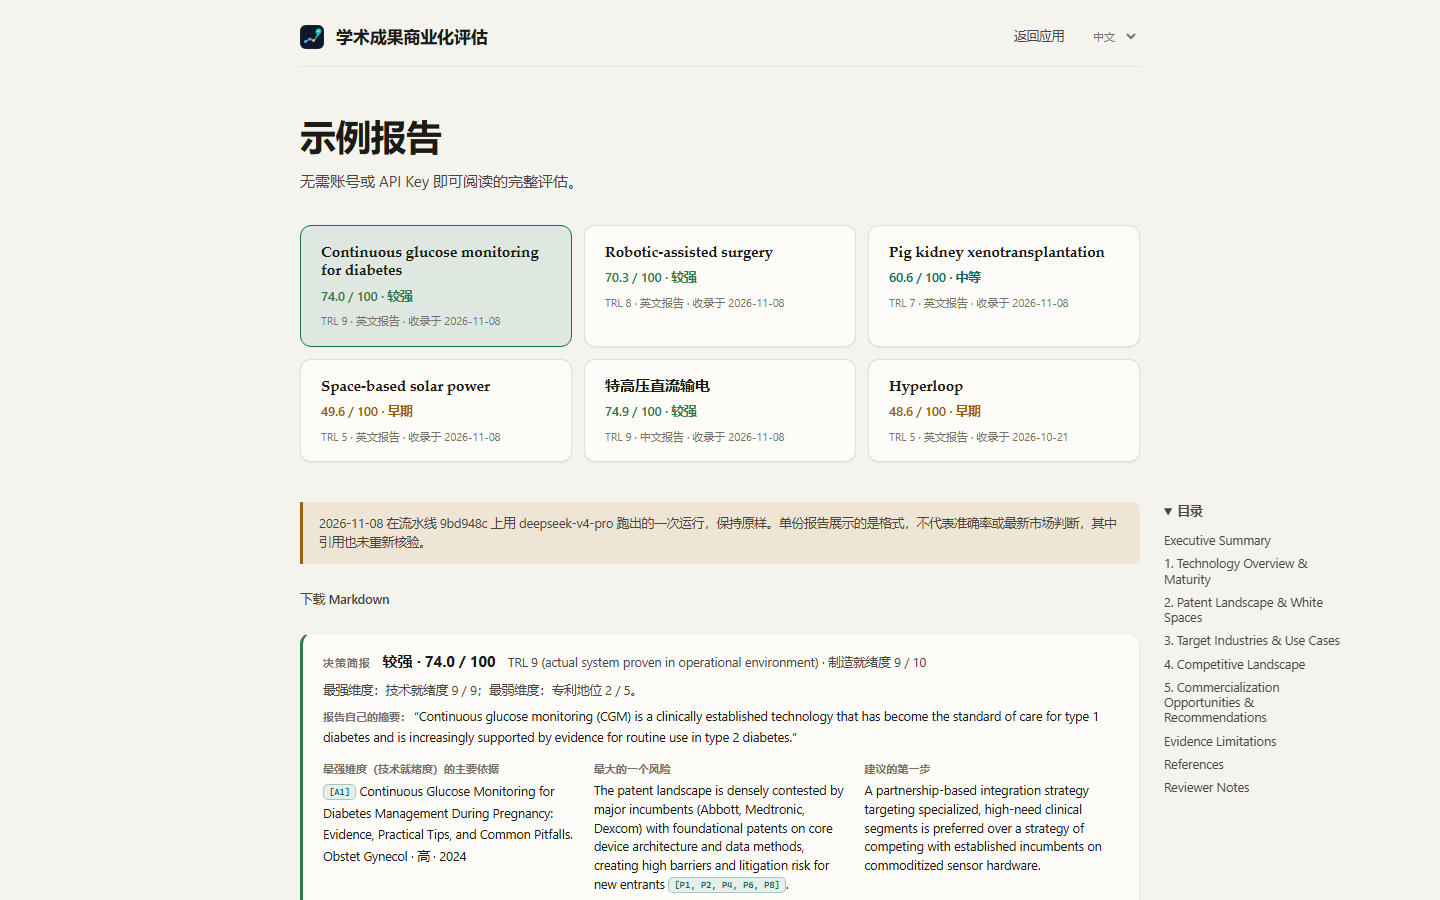 学术成果商业化评估
返回应用
中文
示例报告
无需账号或 API Key 即可阅读的完整评估。
Continuous glucose monitoring
for diabetes
74.0 / 100 · 较强
TRL 9 · 英文报告 · 收录于 2026-11-08
Robotic-assisted surgery
70.3 / 100 · 较强
TRL 8 · 英文报告 · 收录于 2026-11-08
Pig kidney xenotransplantation
60.6 / 100 · 中等
TRL 7 · 英文报告 · 收录于 2026-11-08
Space-based solar power
49.6 / 100 · 早期
TRL 5 · 英文报告 · 收录于 2026-11-08
特高压直流输电
74.9 / 100 · 较强
TRL 9 · 中文报告 · 收录于 2026-11-08
Hyperloop
48.6 / 100 · 早期
TRL 5 · 英文报告 · 收录于 2026-10-21
2026-11-08 在流水线 9bd948c 上用 deepseek-v4-pro 跑出的一次运行，保持原样。单份报告展示的是格式，不代表准确率或最新市场判断，其中
引用也未重新核验。
下载 Markdown
决策简报 较强 · 74.0 / 100 TRL 9 (actual system proven in operational environment) · 制造就绪度 9 / 10
最强维度：技术就绪度 9 / 9；最弱维度：专利地位 2 / 5。
报告自己的摘要：“Continuous glucose monitoring (CGM) is a clinically established technology that has become the standard of care for type 1
diabetes and is increasingly supported by evidence for routine use in type 2 diabetes.”
最强维度（技术就绪度）的主要依据
[A1] Continuous Glucose Monitoring for
Diabetes Management During Pregnancy:
Evidence, Practical Tips, and Common Pitfalls.
Obstet Gynecol · 高 · 2024
最大的一个风险
The patent landscape is densely contested by
major incumbents (Abbott, Medtronic,
Dexcom) with foundational patents on core
device architecture and data methods,
creating high barriers and litigation risk for
new entrants [P1, P2, P4, P6, P8].
建议的第一步
A partnership-based integration strategy
targeting specialized, high-need clinical
segments is preferred over a strategy of
competing with established incumbents on
commoditized sensor hardware.
▼ 目录
Executive Summary
1. Technology Overview &
Maturity
2. Patent Landscape & White
Spaces
3. Target Industries & Use Cases
4. Competitive Landscape
5. Commercialization
Opportunities &
Recommendations
Evidence Limitations
References
Reviewer Notes